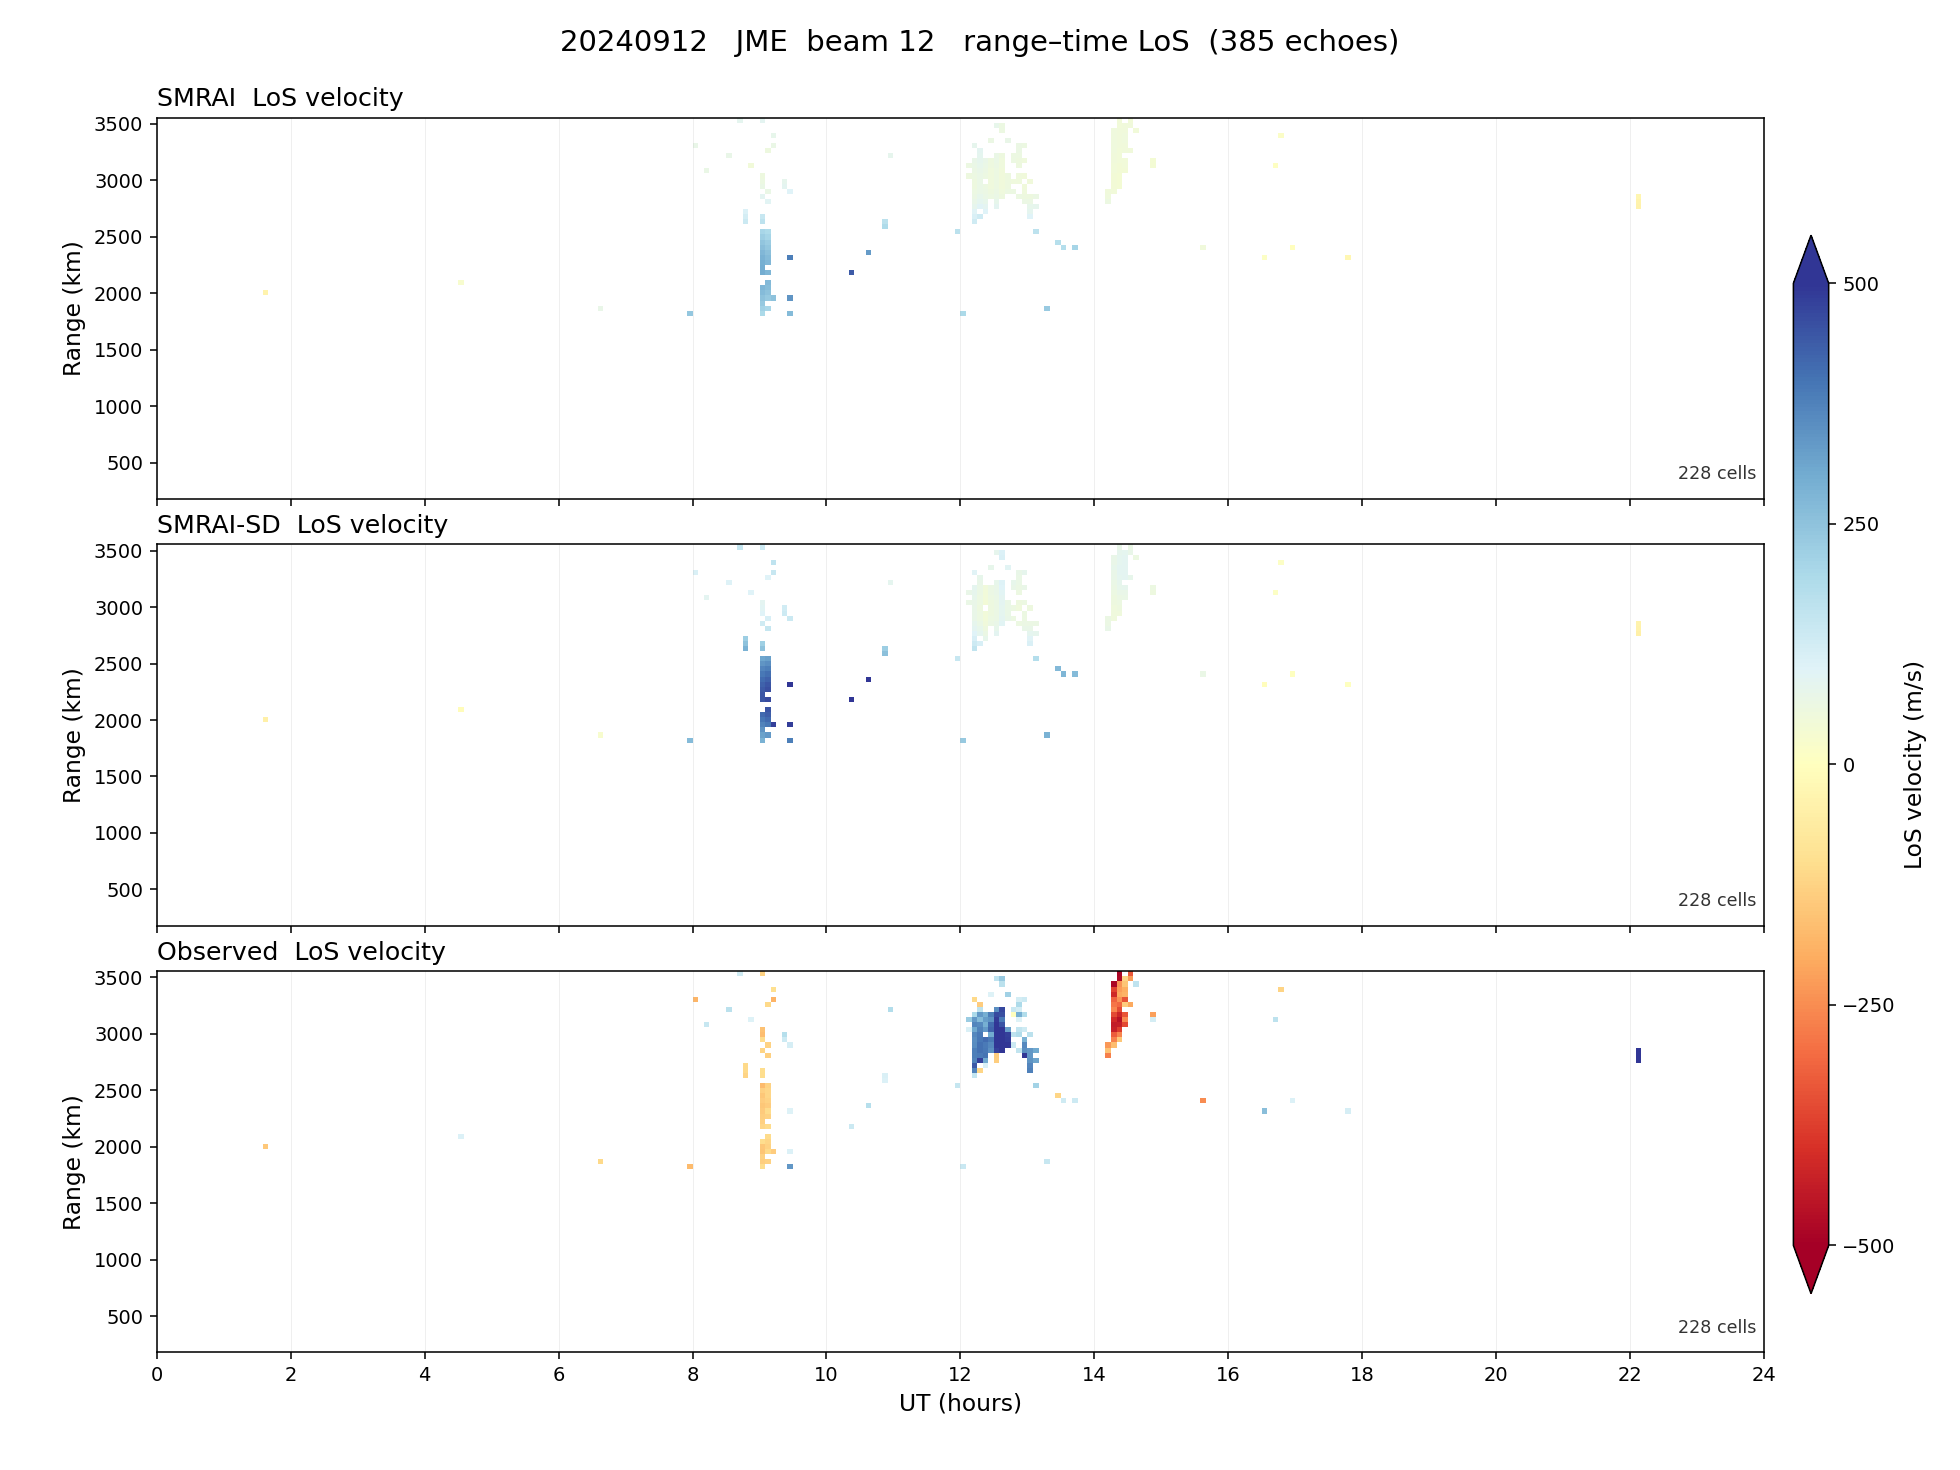 20240912   JME  beam 12   range–time LoS  (385 echoes)
SMRAI  LoS velocity
3500
3000
2500
2000
1500
1000
500
Range (km)
228 cells
SMRAI-SD  LoS velocity
3500
3000
2500
2000
1500
1000
500
Range (km)
228 cells
Observed  LoS velocity
3500
3000
2500
2000
1500
1000
500
Range (km)
228 cells
0 2 4 6 8 10 12 14 16 18 20 22 24
UT (hours)
500
250
0
−250
−500
LoS velocity (m/s)